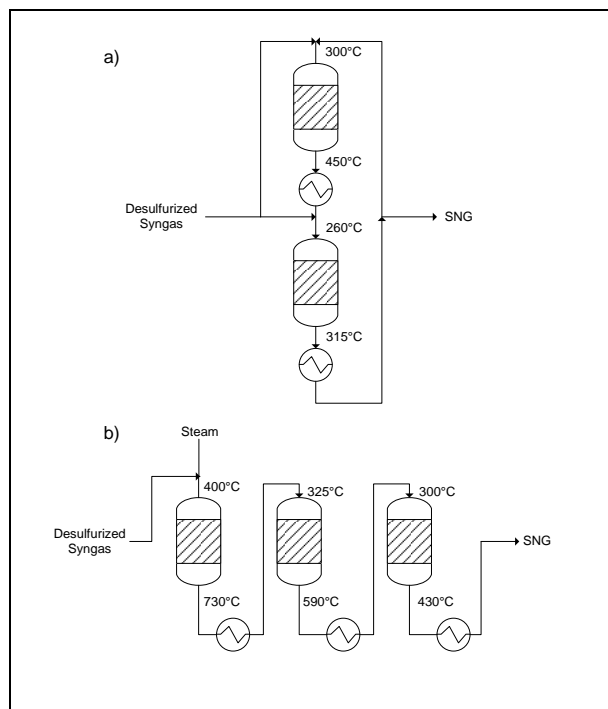 a)
300°C
450°C
Desulfurized
Syngas
SNG
260°C
315°C
b)
Steam
400°C
325°C
300°C
Desulfurized
Syngas
SNG
730°C
590°C
430°C